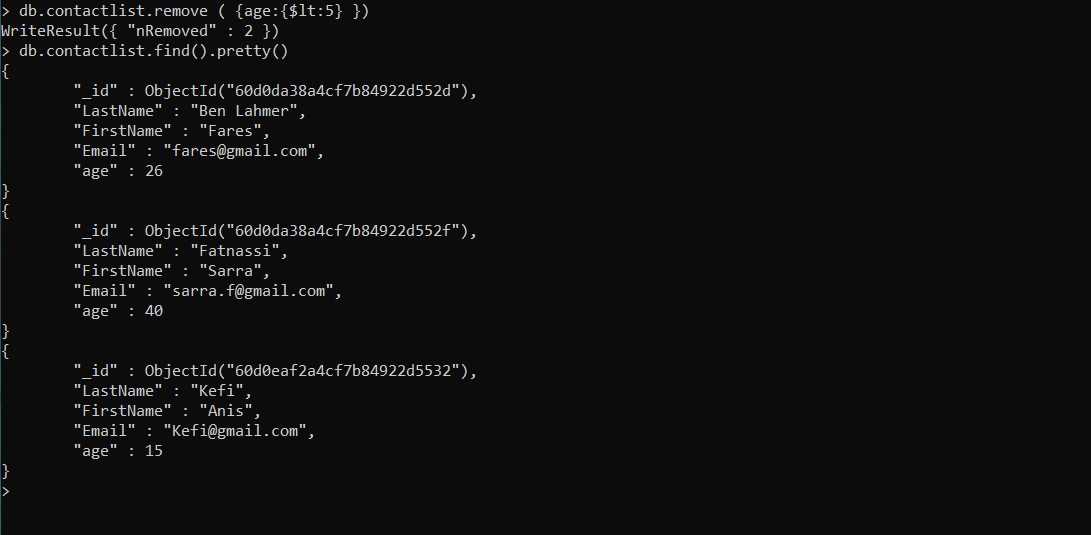 > db.contactlist.remove ( {age:{$lt:5} })
WriteResult({ "nRemoved" : 2 })
> db.contactlist.find().pretty()
{
        "_id" : ObjectId("60d0da38a4cf7b84922d552d"),
        "LastName" : "Ben Lahmer",
        "FirstName" : "Fares",
        "Email" : "fares@gmail.com",
        "age" : 26
}
{
        "_id" : ObjectId("60d0da38a4cf7b84922d552f"),
        "LastName" : "Fatnassi",
        "FirstName" : "Sarra",
        "Email" : "sarra.f@gmail.com",
        "age" : 40
}
{
        "_id" : ObjectId("60d0eaf2a4cf7b84922d5532"),
        "LastName" : "Kefi",
        "FirstName" : "Anis",
        "Email" : "Kefi@gmail.com",
        "age" : 15
}
>